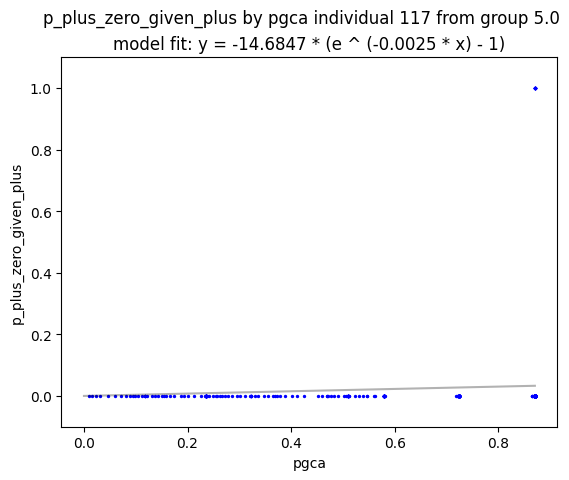 p_plus_zero_given_plus by pgca individual 117 from group 5.0
model fit: y = -14.6847 * (e ^ (-0.0025 * x) - 1)
1.0
0.8
0.6
0.4
0.2
0.0
p_plus_zero_given_plus
0.0 0.2 0.4 0.6 0.8
pgca